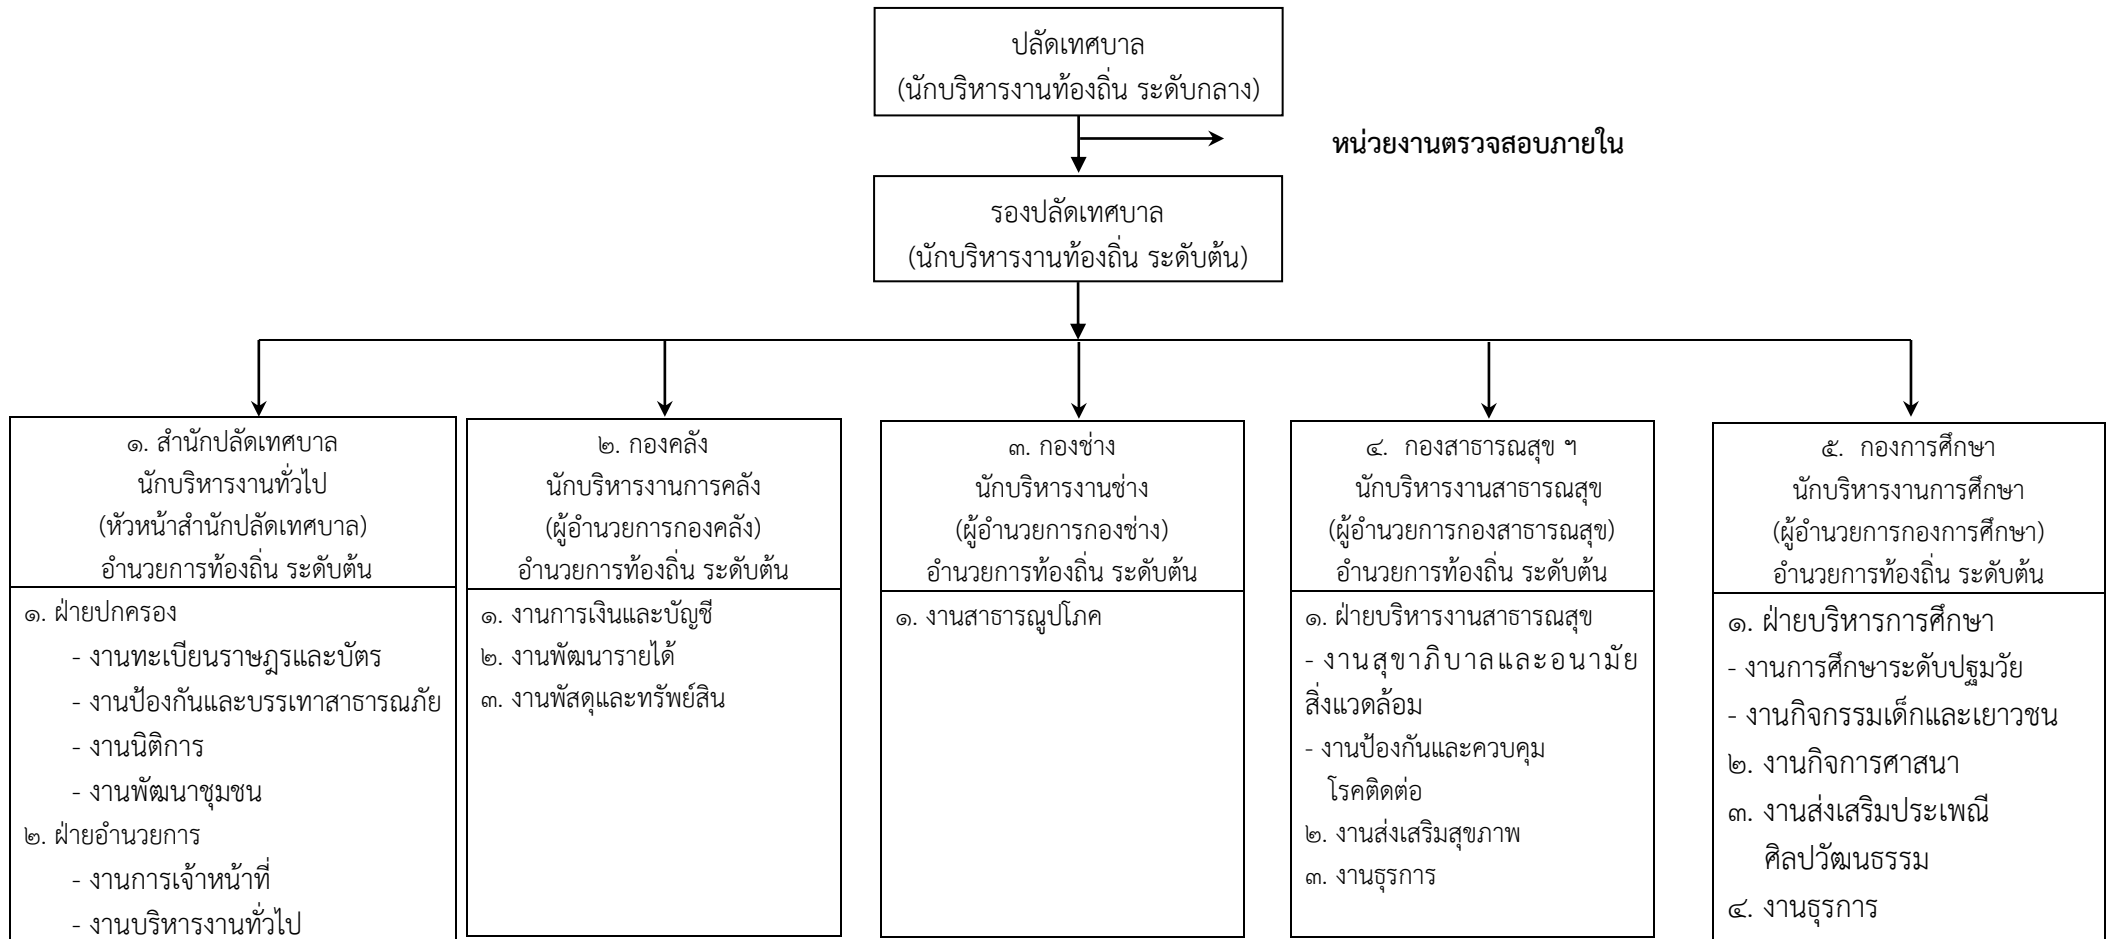 ปลัดเทศบาล
(นักบริหารงานท้องถิ่น ระดับกลาง)
หน่วยงานตรวจสอบภายใน
รองปลัดเทศบาล
(นักบริหารงานท้องถิ่น ระดับต้น)
๑. สำนักปลัดเทศบาล
นักบริหารงานทั่วไป
(หัวหน้าสำนักปลัดเทศบาล)
อำนวยการท้องถิ่น ระดับต้น
๑. ฝ่ายปกครอง
- งานทะเบียนราษฎรและบัตร
- งานป้องกันและบรรเทาสาธารณภัย
- งานนิติการ
- งานพัฒนาชุมชน
๒. ฝ่ายอำนวยการ
- งานการเจ้าหน้าที่
- งานบริหารงานทั่วไป
๒. กองคลัง
นักบริหารงานการคลัง
(ผู้อำนวยการกองคลัง)
อำนวยการท้องถิ่น ระดับต้น
๑. งานการเงินและบัญชี
๒. งานพัฒนารายได้
๓. งานพัสดุและทรัพย์สิน
๓. กองช่าง
นักบริหารงานช่าง
(ผู้อำนวยการกองช่าง)
อำนวยการท้องถิ่น ระดับต้น
๑. งานสาธารณูปโภค
๔. กองสาธารณสุข ฯ
นักบริหารงานสาธารณสุข
(ผู้อำนวยการกองสาธารณสุข)
อำนวยการท้องถิ่น ระดับต้น
๑. ฝ่ายบริหารงานสาธารณสุข
- งานสุขาภิบาลและอนามัย
สิ่งแวดล้อม
- งานป้องกันและควบคุม
โรคติดต่อ
๒. งานส่งเสริมสุขภาพ
๓. งานธุรการ
๕. กองการศึกษา
นักบริหารงานการศึกษา
(ผู้อำนวยการกองการศึกษา)
อำนวยการท้องถิ่น ระดับต้น
๑. ฝ่ายบริหารการศึกษา
- งานการศึกษาระดับปฐมวัย
- งานกิจกรรมเด็กและเยาวชน
๒. งานกิจการศาสนา
๓. งานส่งเสริมประเพณี
ศิลปวัฒนธรรม
๔. งานธุรการ